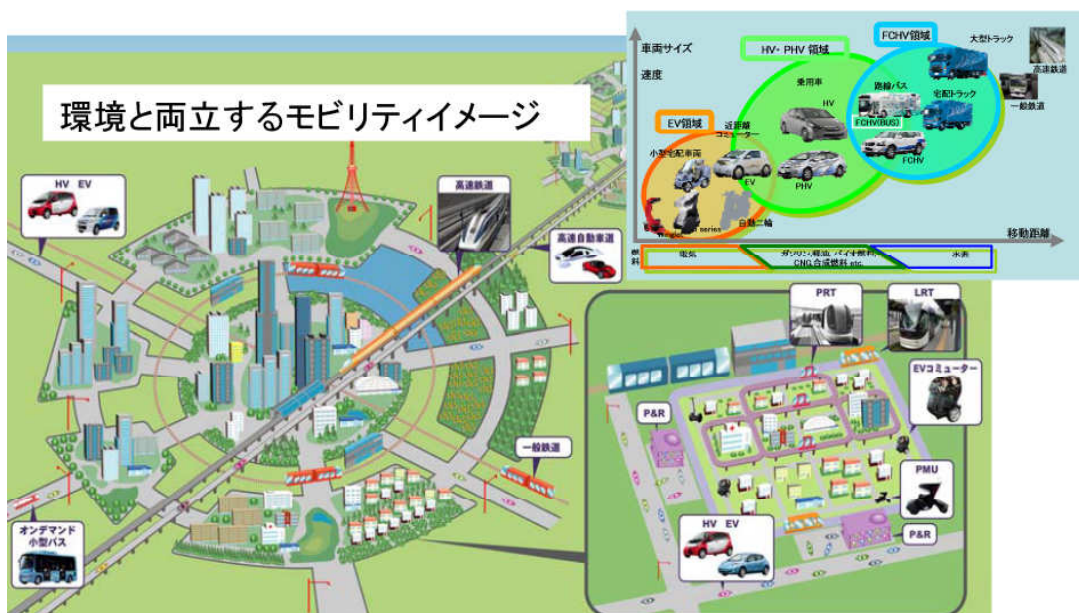 環境と両立するモビリティイメージ
車両サイズ
速度
HV・PHV 領域
FCHV領域
大型トラック
高速鉄道
一般鉄道
乗用車
HV
路線バス
宅配トラック
FCHV(BUS)
FCHV
EV領域
近距離
コミューター
小型宅配車両
EV
PHV
自動二輪
series
移動距離
燃
料
電気
CNG,合成燃料 etc.
水素
HV EV
高速鉄道
高速自動車道
一般鉄道
オンデマンド
小型バス
PRT
LRT
EVコミューター
P&R
PMU
HV EV
P&R